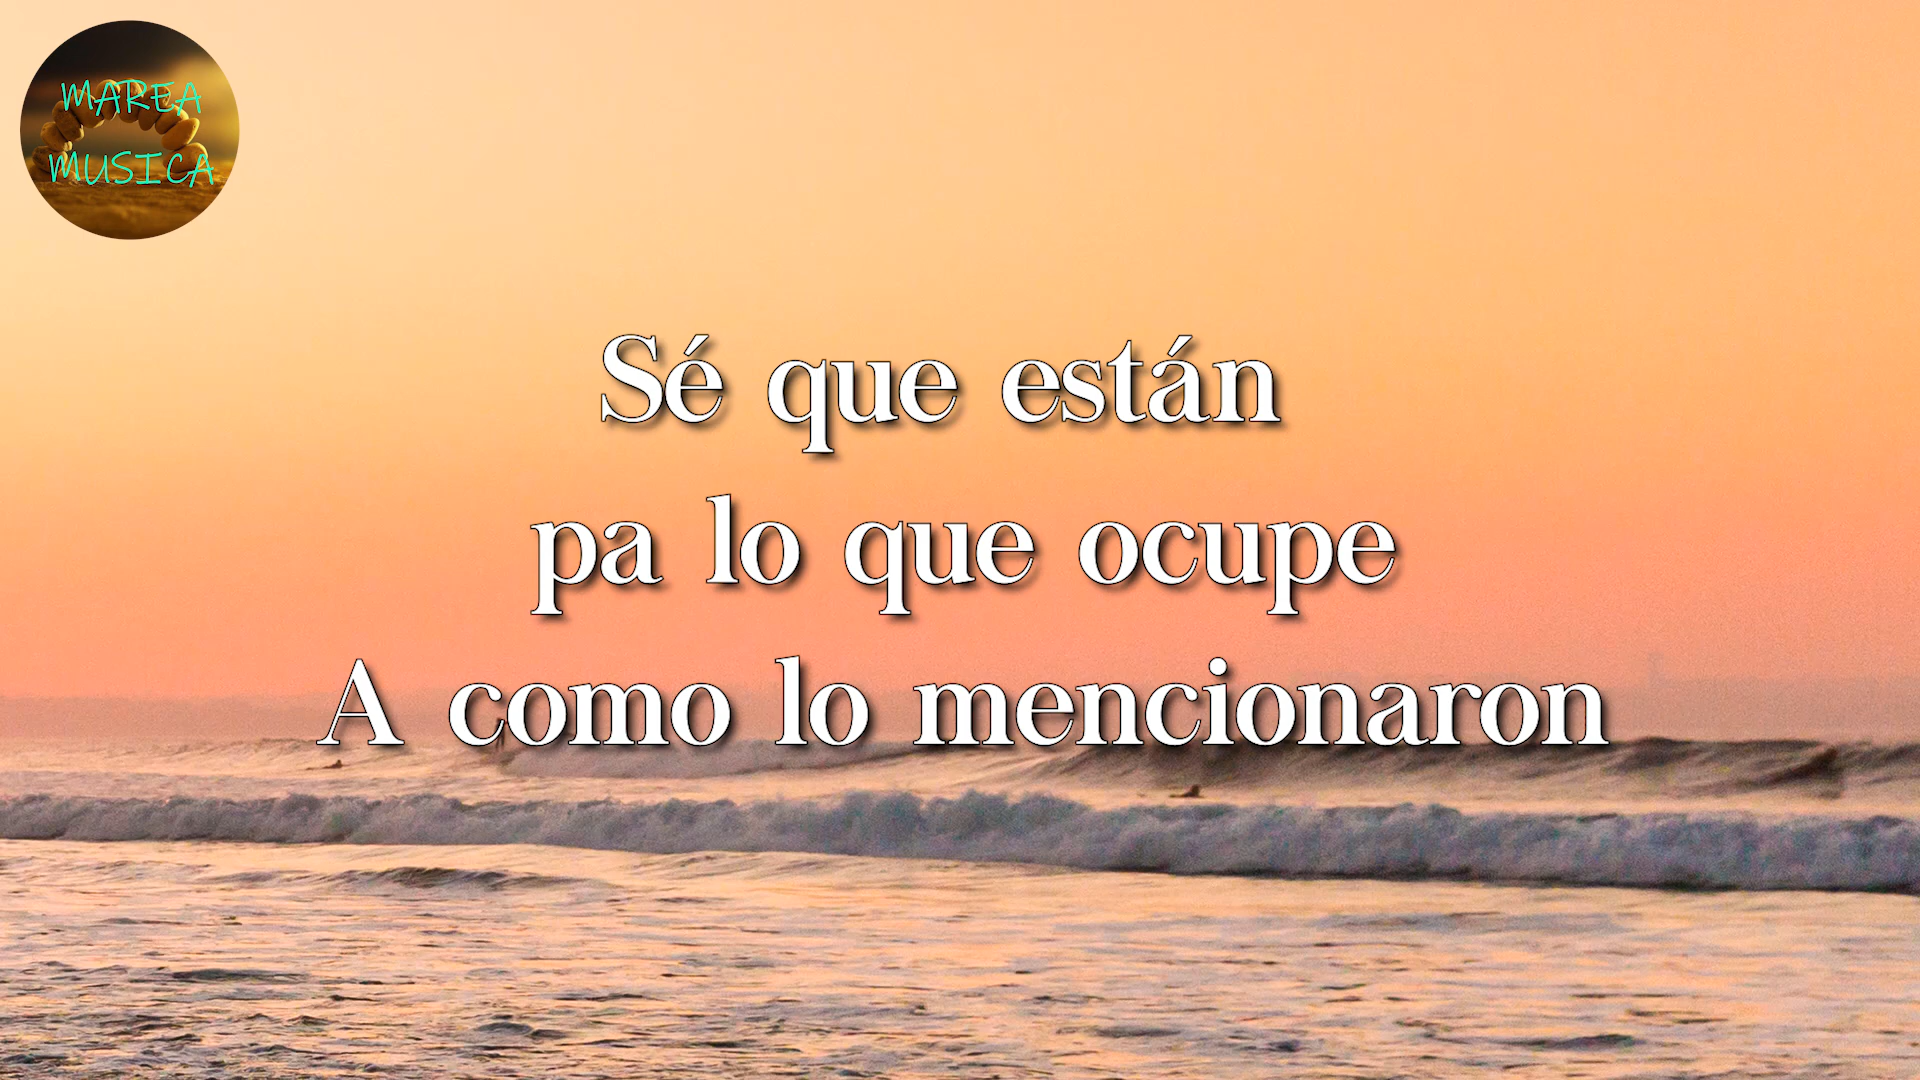 MAREA
MUSICA
Sé que están
pa lo que ocupe
A como lo mencionaron